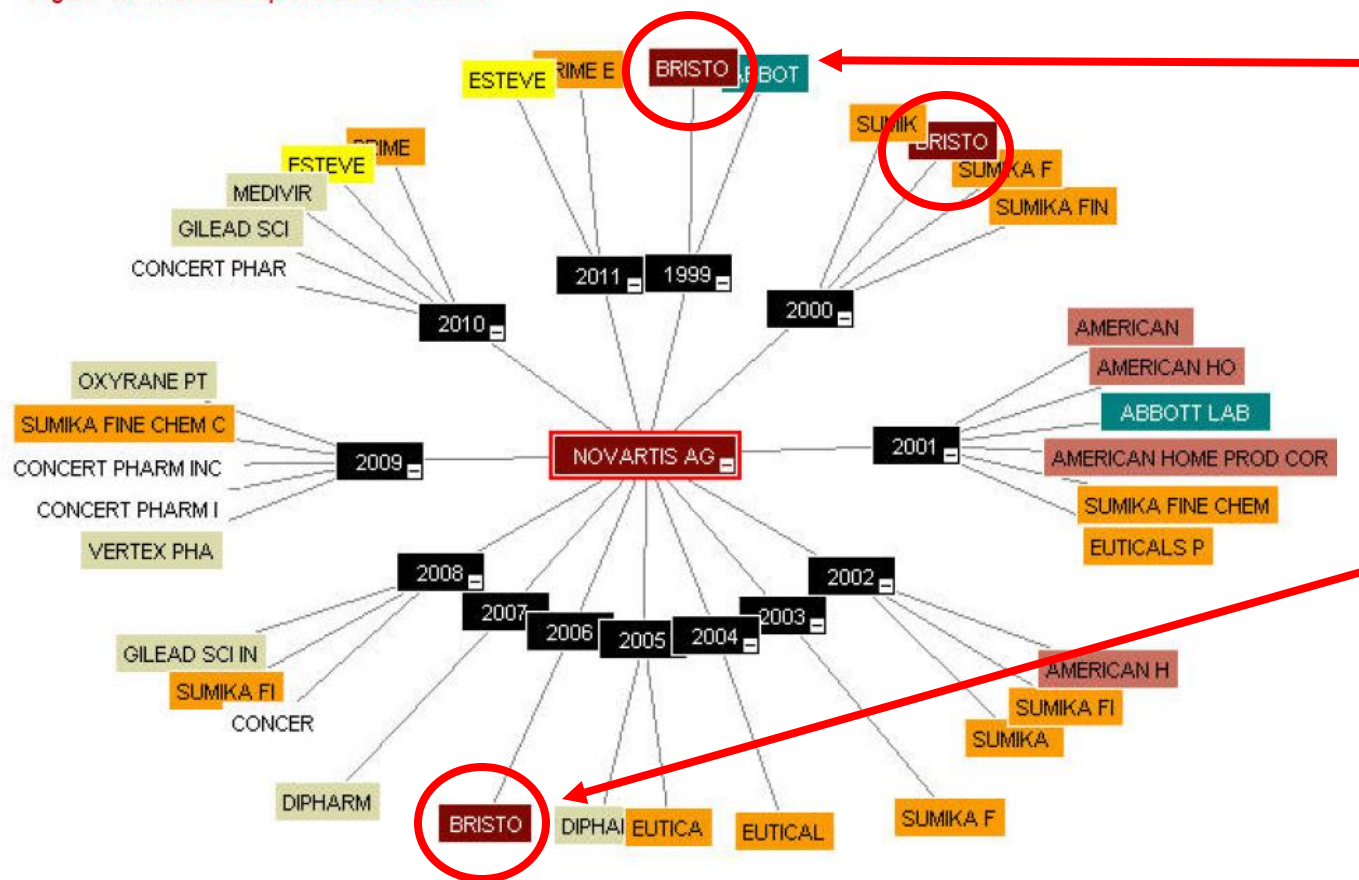 ESTEVE
RIME E
BRISTO
BBOT
SUMIK
BRISTO
SUMIKA F
SUMIKA FIN
ESTEVE
MEDIVIR
GILEAD SCI
CONCERT PHAR
2011
1999
2010
2000
AMERICAN
AMERICAN HO
ABBOTT LAB
AMERICAN HOME PROD COR
SUMIKA FINE CHEM
EUTICALS P
OXYRANE PT
SUMIKA FINE CHEM C
CONCERT PHARM INC
CONCERT PHARM I
VERTEX PHA
2009
NOVARTIS AG
2001
2008
2007
2006
2005
2004
2003
2002
GILEAD SCI IN
SUMIKA FI
CONCER
AMERICAN H
SUMIKA FI
SUMIKA
DIPHARM
BRISTO
DIPHA
EUTICA
EUTICAL
SUMIKA F